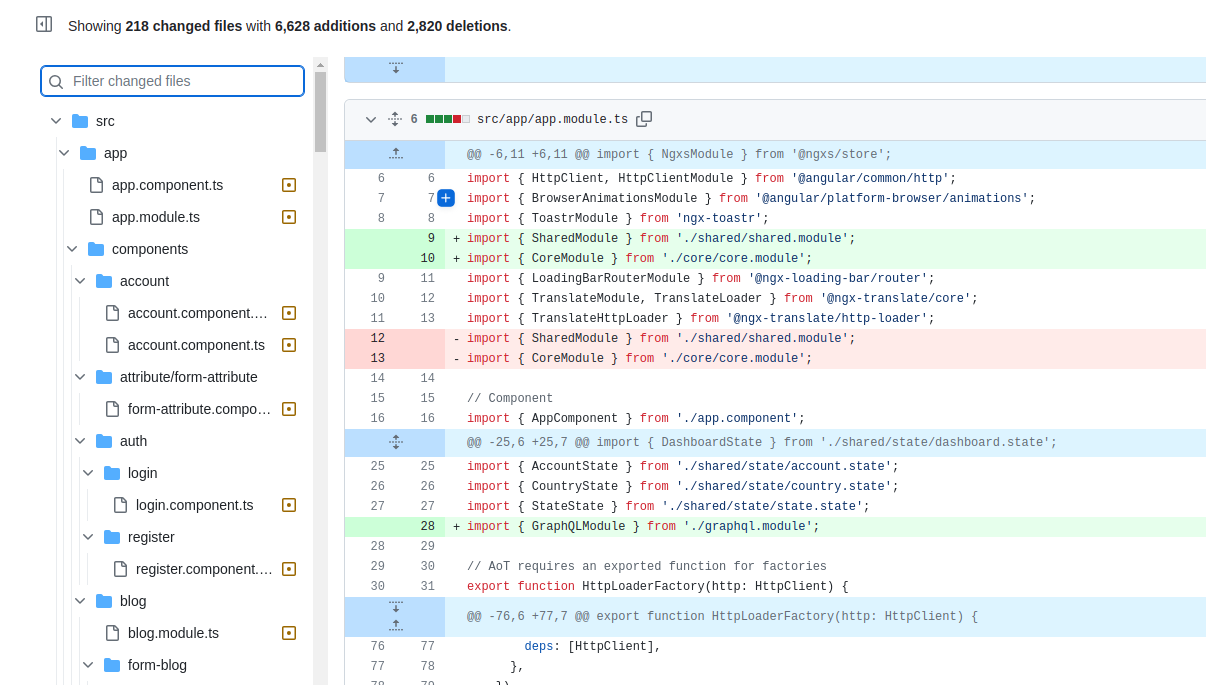 Showing 218 changed files with 6,628 additions and 2,820 deletions.
Filter changed files
src
app
app.component.ts
app.module.ts
components
account
account.component.…
account.component.ts
attribute/form-attribute
form-attribute.compo…
auth
login
login.component.ts
register
register.component.…
blog
blog.module.ts
form-blog
6 src/app/app.module.ts
@@ -6,11 +6,11 @@ import { NgxsModule } from '@ngxs/store';
6 6 import { HttpClient, HttpClientModule } from '@angular/common/http';
7 7 import { BrowserAnimationsModule } from '@angular/platform-browser/animations';
8 8 import { ToastrModule } from 'ngx-toastr';
9 + import { SharedModule } from './shared/shared.module';
10 + import { CoreModule } from './core/core.module';
9 11 import { LoadingBarRouterModule } from '@ngx-loading-bar/router';
10 12 import { TranslateModule, TranslateLoader } from '@ngx-translate/core';
11 13 import { TranslateHttpLoader } from '@ngx-translate/http-loader';
12 - import { SharedModule } from './shared/shared.module';
13 - import { CoreModule } from './core/core.module';
14 14
15 15 // Component
16 16 import { AppComponent } from './app.component';
@@ -25,6 +25,7 @@ import { DashboardState } from './shared/state/dashboard.state';
25 25 import { AccountState } from './shared/state/account.state';
26 26 import { CountryState } from './shared/state/country.state';
27 27 import { StateState } from './shared/state/state.state';
28 + import { GraphQLModule } from './graphql.module';
28 29
29 30 // AoT requires an exported function for factories
30 31 export function HttpLoaderFactory(http: HttpClient) {
@@ -76,6 +77,7 @@ export function HttpLoaderFactory(http: HttpClient) {
76 77 deps: [HttpClient],
77 78 },
78 79 })